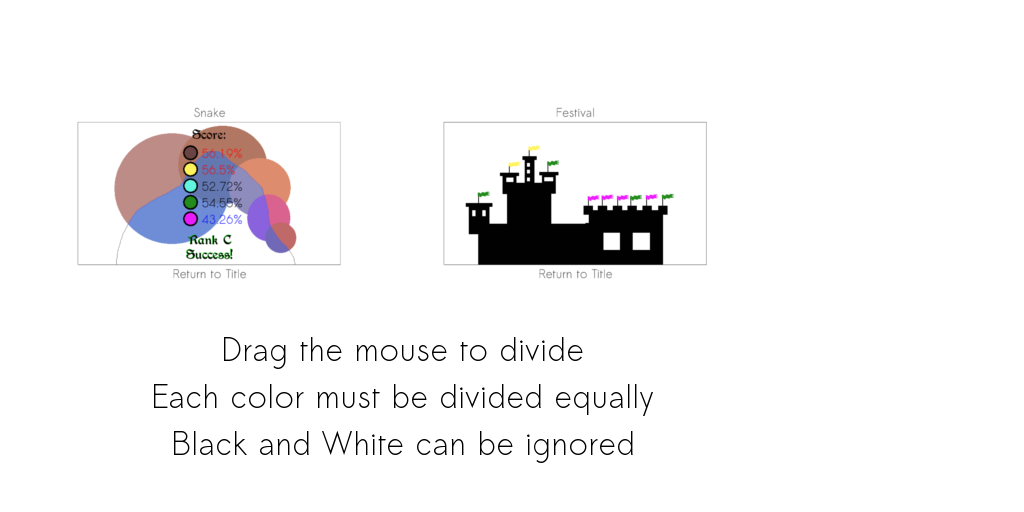 Snake
Festival
Score:
56.19%
56.5%
52.72%
54.55%
43.26%
Rank C
Success!
Return to Title
Return to Title
Drag the mouse to divide
Each color must be divided equally
Black and White can be ignored